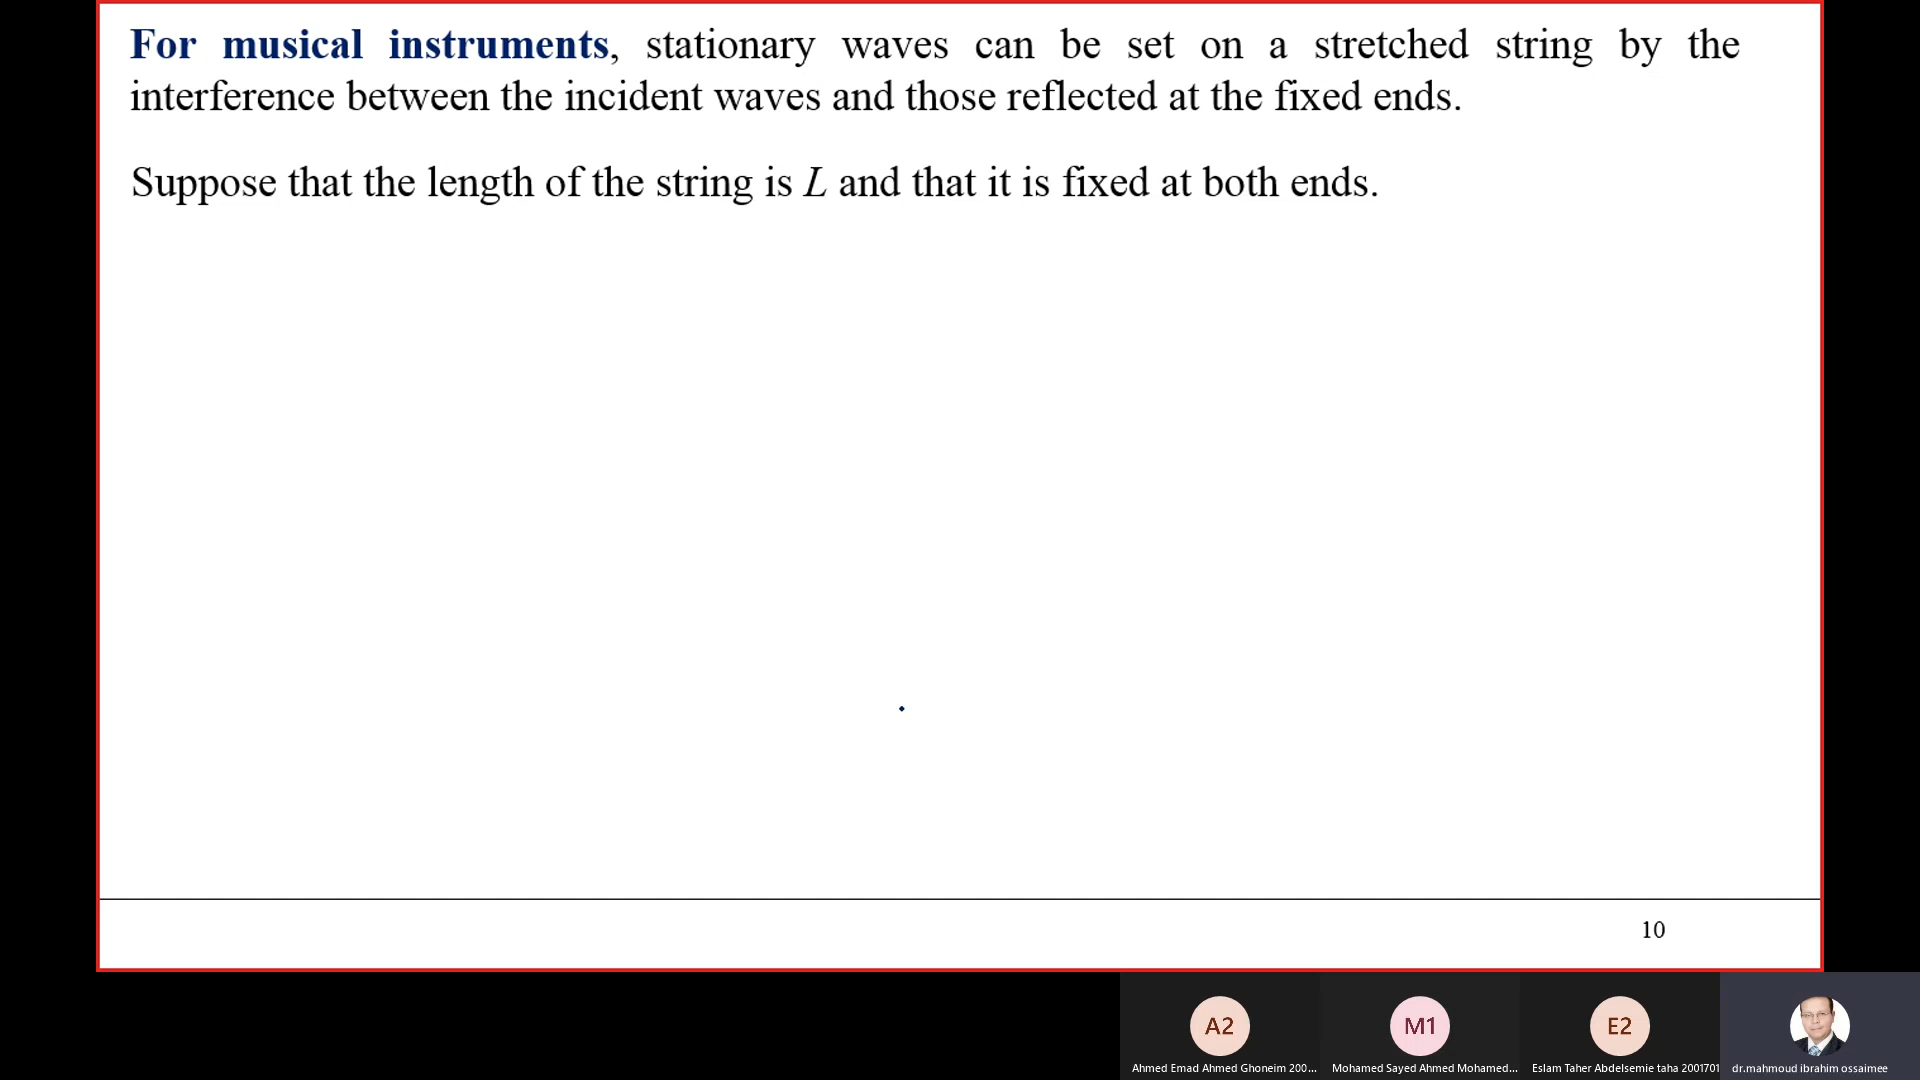 For musical instruments, stationary waves can be set on a stretched string by the
interference between the incident waves and those reflected at the fixed ends.
Suppose that the length of the string is L and that it is fixed at both ends.
10
A2
M1
E2
Ahmed Emad Ahmed Ghoneim 200...
Mohamed Sayed Ahmed Mohamed...
Eslam Taher Abdelsemie taha 2001701
dr.mahmoud ibrahim ossaimee